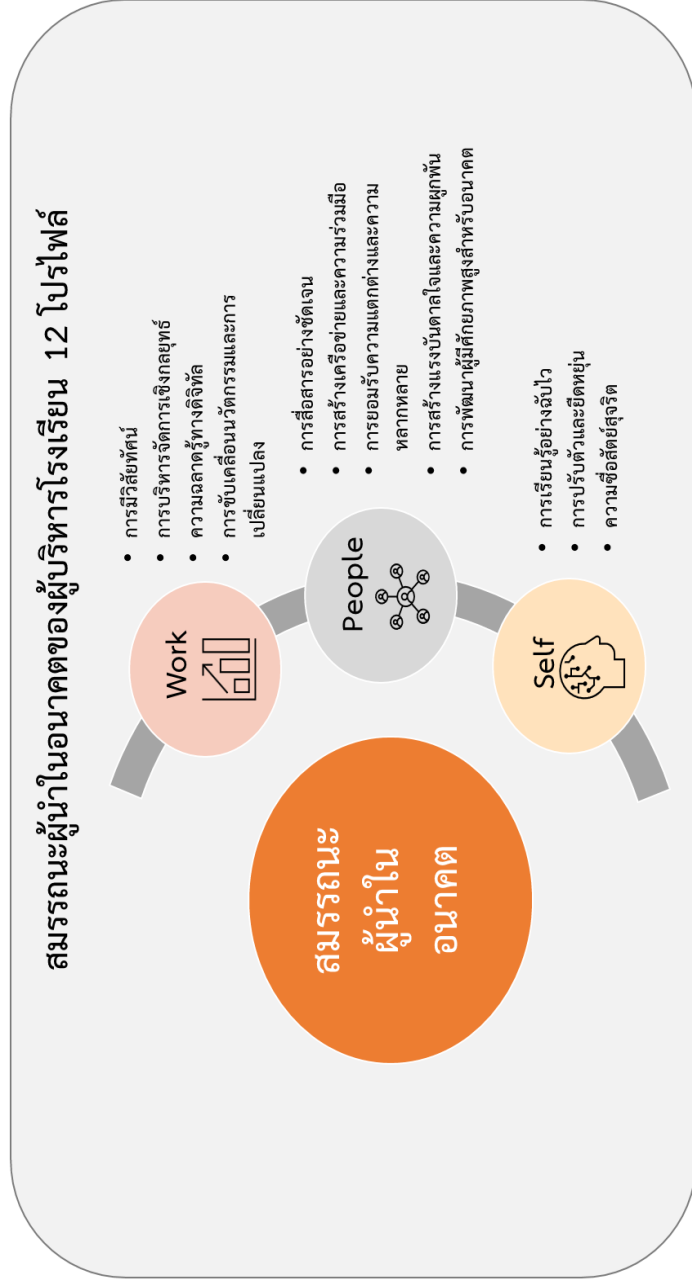 สมรรถนะผู้นำในอนาคตของผู้บริหารโรงเรียน 12 โปรไฟล์
สมรรถนะ
ผู้นำใน
อนาคต
Work
• การมีวิสัยทัศน์
• การบริหารจัดการเชิงกลยุทธ์
• ความฉลาดรู้ทางดิจิทัล
• การขับเคลื่อนนวัตกรรมและการ
เปลี่ยนแปลง
People
• การสื่อสารอย่างชัดเจน
• การสร้างเครือข่ายและความร่วมมือ
• การยอมรับความแตกต่างและความ
หลากหลาย
• การสร้างแรงบันดาลใจและความผูกพัน
• การพัฒนาผู้มีศักยภาพสูงสำหรับอนาคต
Self
• การเรียนรู้อย่างฉับไว
• การปรับตัวและยืดหยุ่น
• ความซื่อสัตย์สุจริต